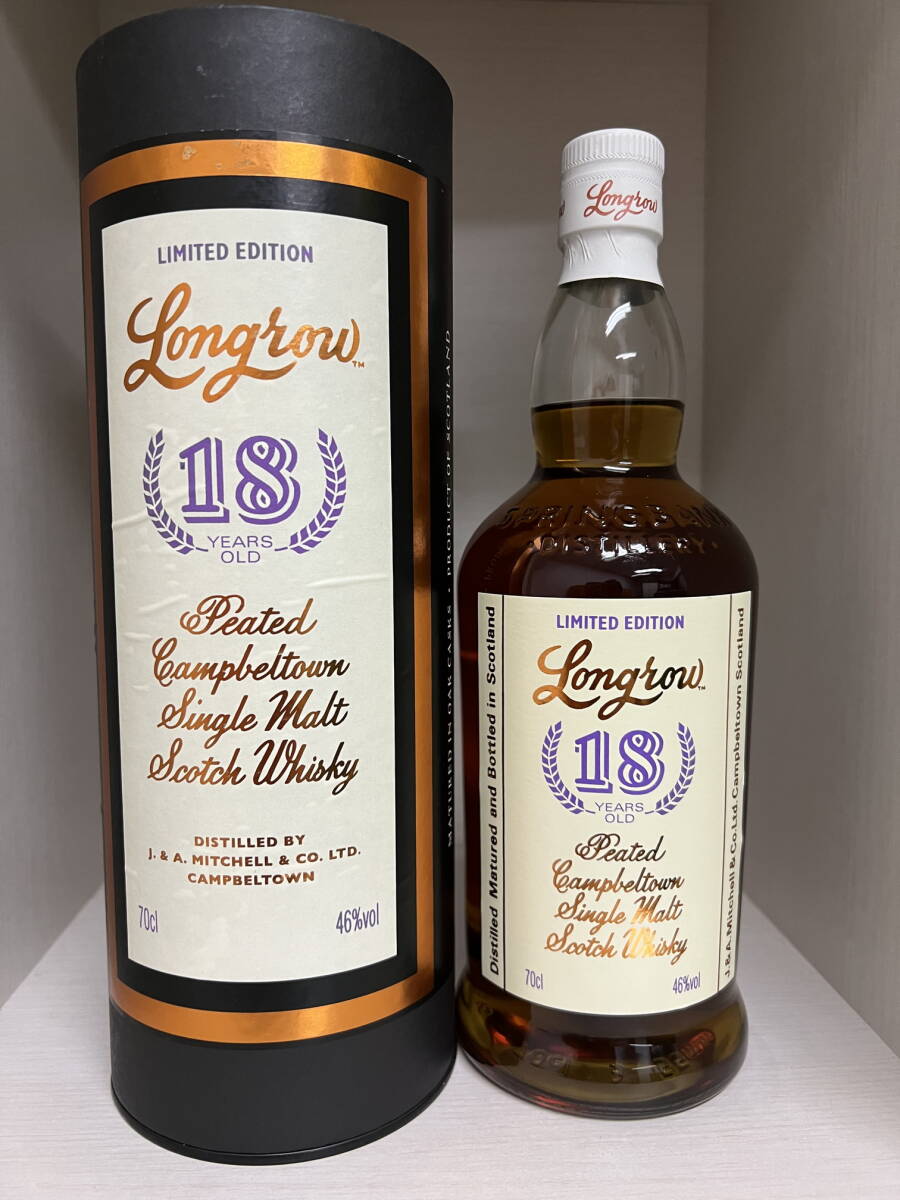 LIMITED EDITION
Longrow™
18
YEARS
OLD
Peated
Campbeltown
Single Malt
Scotch Whisky
DISTILLED BY
J. & A. MITCHELL & CO. LTD.
CAMPBELTOWN
70cl 46%vol
MATURED IN OAK CASKS • PRODUCT OF SCOTLAND
Longrow
SPRINGBANK
•DISTILLERY•
LIMITED EDITION
Longrow™
18
YEARS
OLD
Peated
Campbeltown
Single Malt
Scotch Whisky
70cl 46%vol
Distilled Matured and Bottled in Scotland
J.&A.Mitchell & Co.Ltd.Campbeltown Scotland